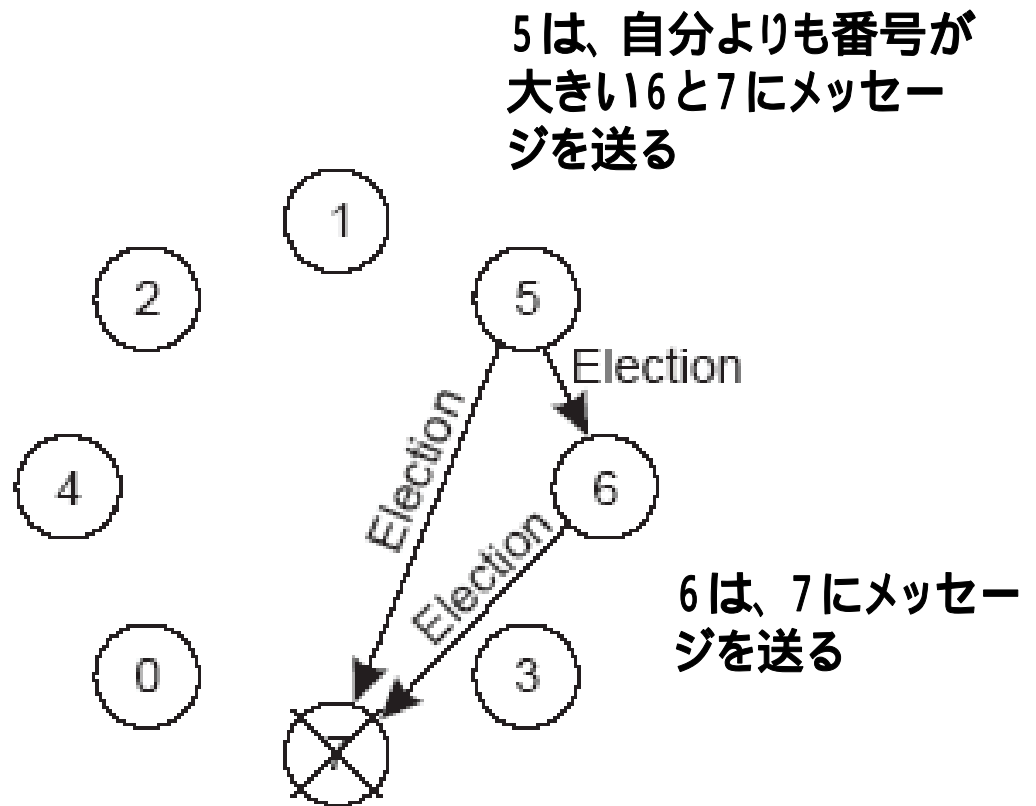 5は、自分よりも番号が
大きい6と7にメッセー
ジを送る
1
2
5
Election
Election
4
6
Election
6は、7にメッセー
ジを送る
0
3
7